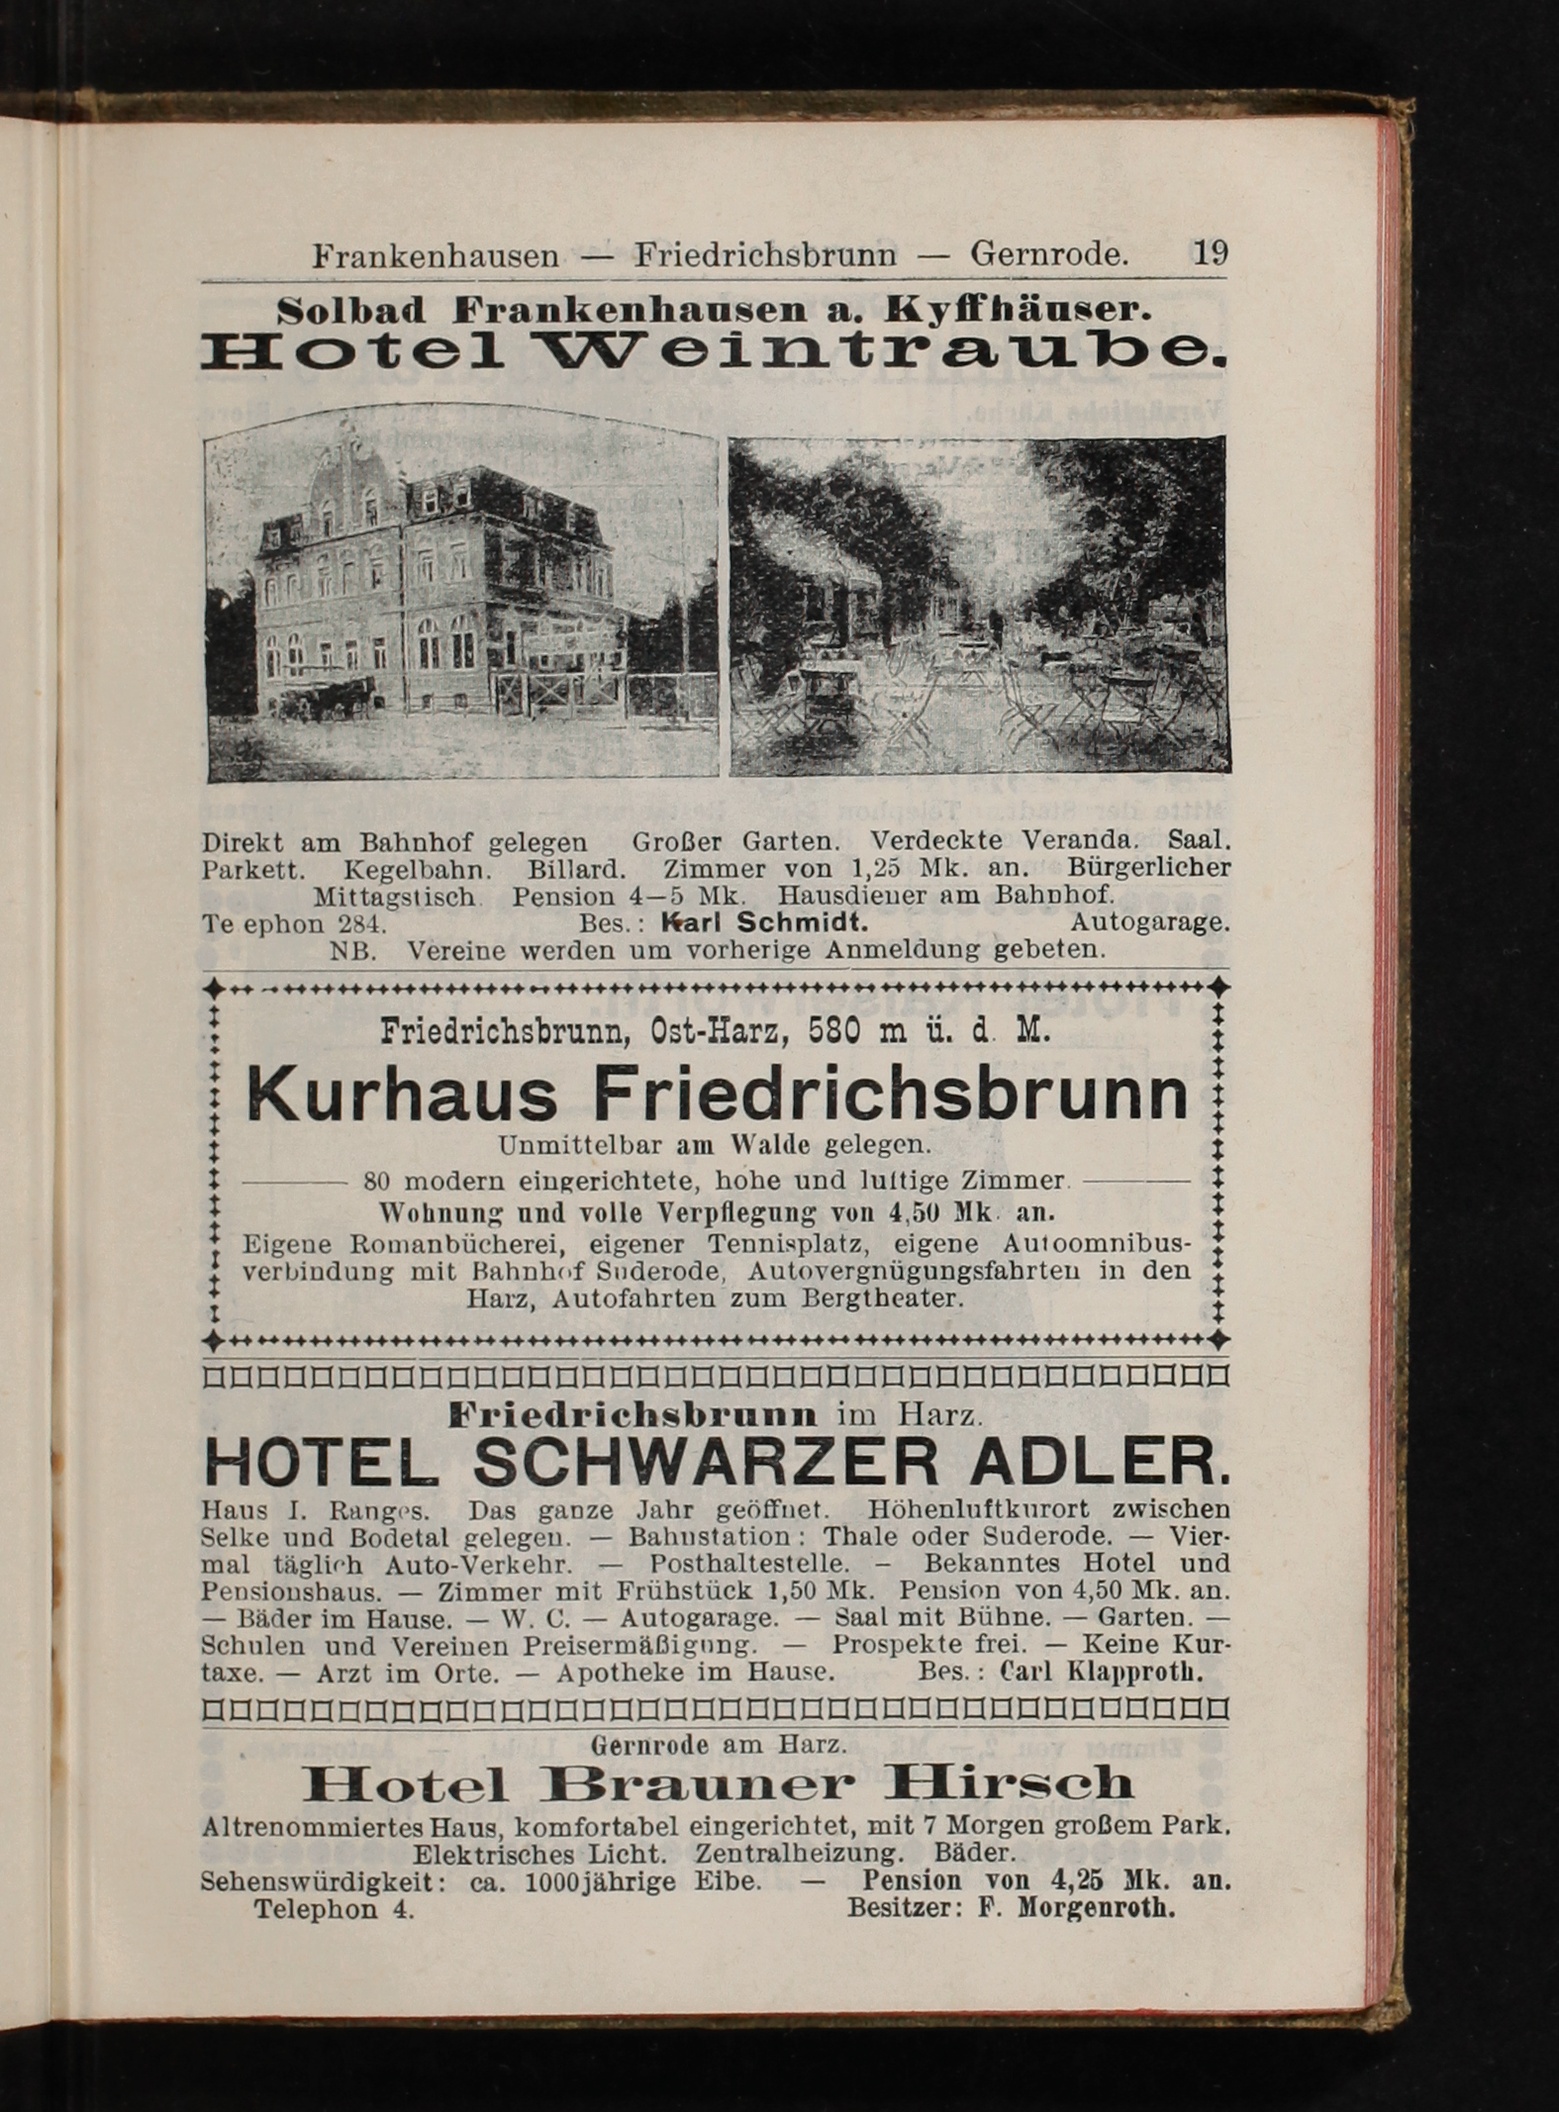 Frankenhausen — Friedrichsbrunn — Gernrode. 19
Solbad Frankenhausen a. Kyffhäuser.
Hotel Weintraube.
Direkt am Bahnhof gelegen Großer Garten. Verdeckte Veranda. Saal.
Parkett. Kegelbahn. Billard. Zimmer von 1,25 Mk. an. Bürgerlicher
Mittagstisch. Pension 4—5 Mk. Hausdiener am Bahnhof.
Te ephon 284. Bes.: Karl Schmidt. Autogarage.
NB. Vereine werden um vorherige Anmeldung gebeten.
Friedrichsbrunn, Ost-Harz, 580 m ü. d. M.
Kurhaus Friedrichsbrunn
Unmittelbar am Walde gelegen.
80 modern eingerichtete, hohe und luftige Zimmer.
Wohnung und volle Verpflegung von 4,50 Mk. an.
Eigene Romanbücherei, eigener Tennisplatz, eigene Autoomnibus-
verbindung mit Bahnhof Suderode, Autovergnügungsfahrten in den
Harz, Autofahrten zum Bergtheater.
Friedrichsbrunn im Harz.
HOTEL SCHWARZER ADLER.
Haus I. Ranges. Das ganze Jahr geöffnet. Höhenluftkurort zwischen
Selke und Bodetal gelegen. — Bahnstation: Thale oder Suderode. — Vier-
mal täglich Auto-Verkehr. — Posthaltestelle. – Bekanntes Hotel und
Pensionshaus. — Zimmer mit Frühstück 1,50 Mk. Pension von 4,50 Mk. an.
— Bäder im Hause. — W. C. — Autogarage. — Saal mit Bühne. — Garten. —
Schulen und Vereinen Preisermäßigung. — Prospekte frei. — Keine Kur-
taxe. — Arzt im Orte. — Apotheke im Hause. Bes.: Carl Klapproth.
Gernrode am Harz.
Hotel Brauner Hirsch
Altrenommiertes Haus, komfortabel eingerichtet, mit 7 Morgen großem Park.
Elektrisches Licht. Zentralheizung. Bäder.
Sehenswürdigkeit: ca. 1000jährige Eibe. — Pension von 4,25 Mk. an.
Telephon 4. Besitzer: F. Morgenroth.